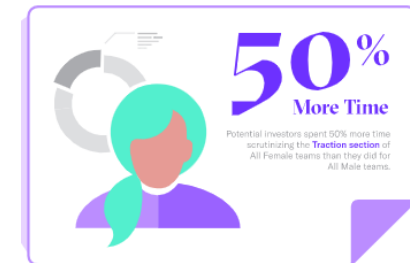 50%
More Time
Potential investors spent 50% more time
scrutinizing the Traction section of
All Female teams than they did for
All Male teams.